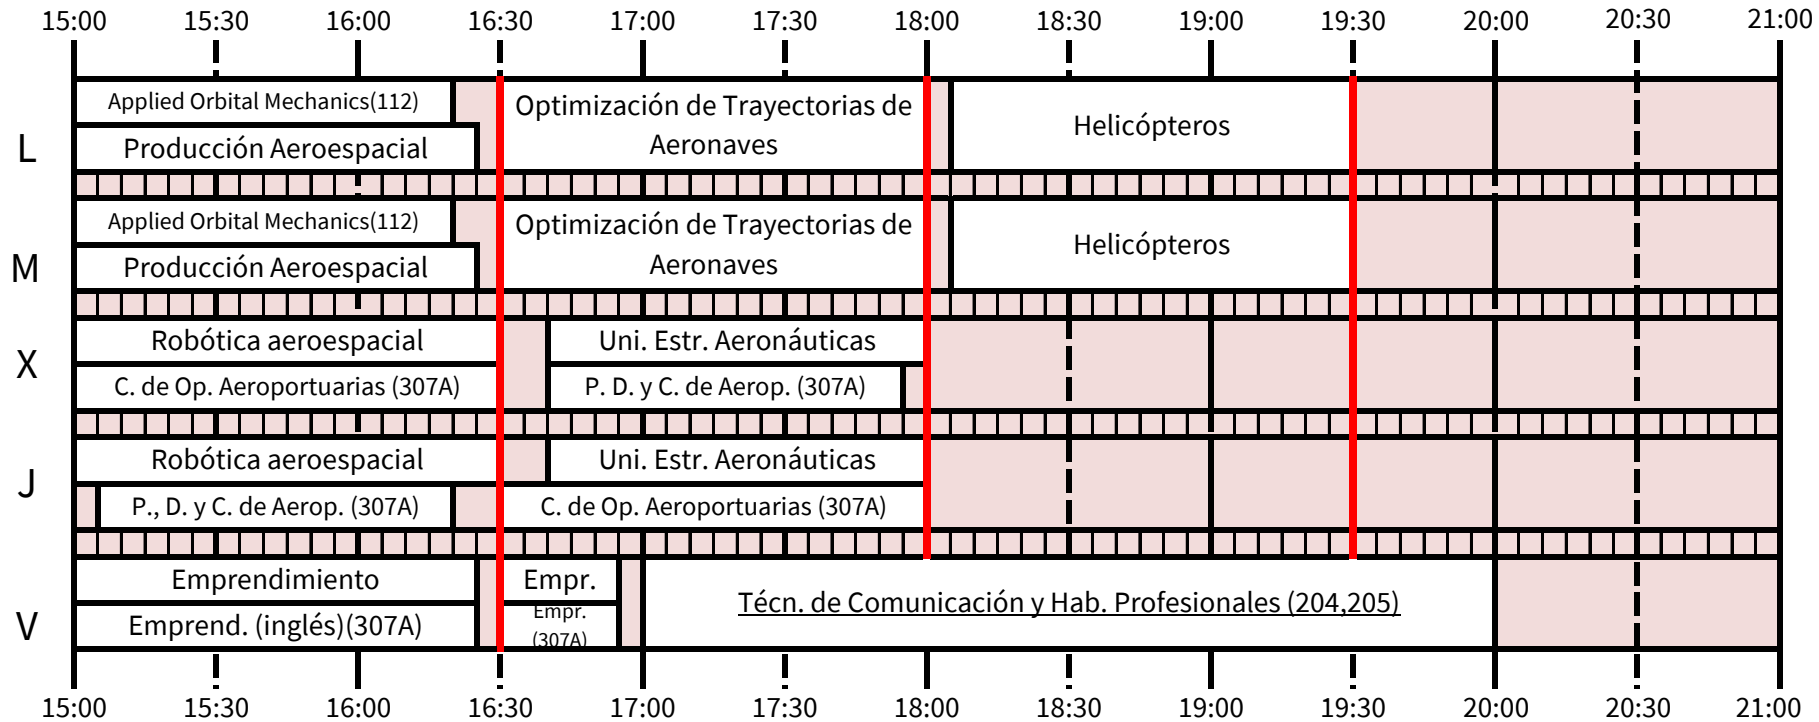 15:00 15:30 16:00 16:30 17:00 17:30 18:00 18:30 19:00 19:30 20:00 20:30 21:00
L
Applied Orbital Mechanics(112)
Producción Aeroespacial
Optimización de Trayectorias de
Aeronaves
Helicópteros
M
Applied Orbital Mechanics(112)
Producción Aeroespacial
Optimización de Trayectorias de
Aeronaves
Helicópteros
X
Robótica aeroespacial
C. de Op. Aeroportuarias (307A)
Uni. Estr. Aeronáuticas
P. D. y C. de Aerop. (307A)
J
Robótica aeroespacial
P., D. y C. de Aerop. (307A)
Uni. Estr. Aeronáuticas
C. de Op. Aeroportuarias (307A)
V
Emprendimiento
Emprend. (inglés)(307A)
Empr.
Empr.
(307A)
Técn. de Comunicación y Hab. Profesionales (204,205)
15:00 15:30 16:00 16:30 17:00 17:30 18:00 18:30 19:00 19:30 20:00 20:30 21:00